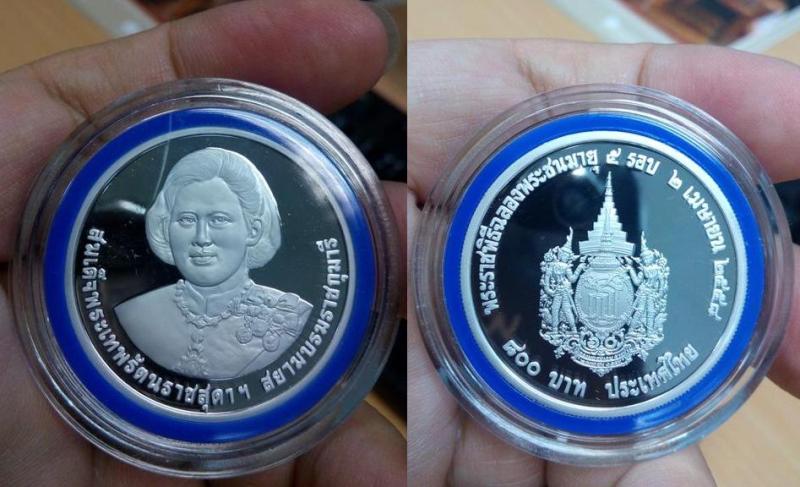 สมเด็จพระเทพรัตนราชสุดาฯ สยามบรมราชกุมารี
พระราชพิธีฉลองพระชนมายุ ๕ รอบ ๒ เมษายน ๒๕๕๘
๘๐๐ บาท ประเทศไทย